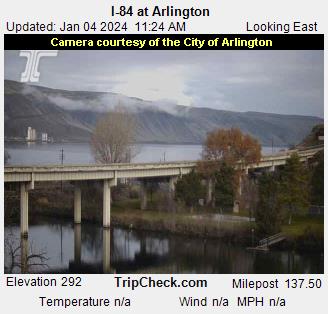 I-84 at Arlington
Updated: Jan 04 2024 11:24 AM Looking East
Camera courtesy of the City of Arlington
Elevation 292 TripCheck.com Milepost 137.50
Temperature n/a Wind n/a MPH n/a